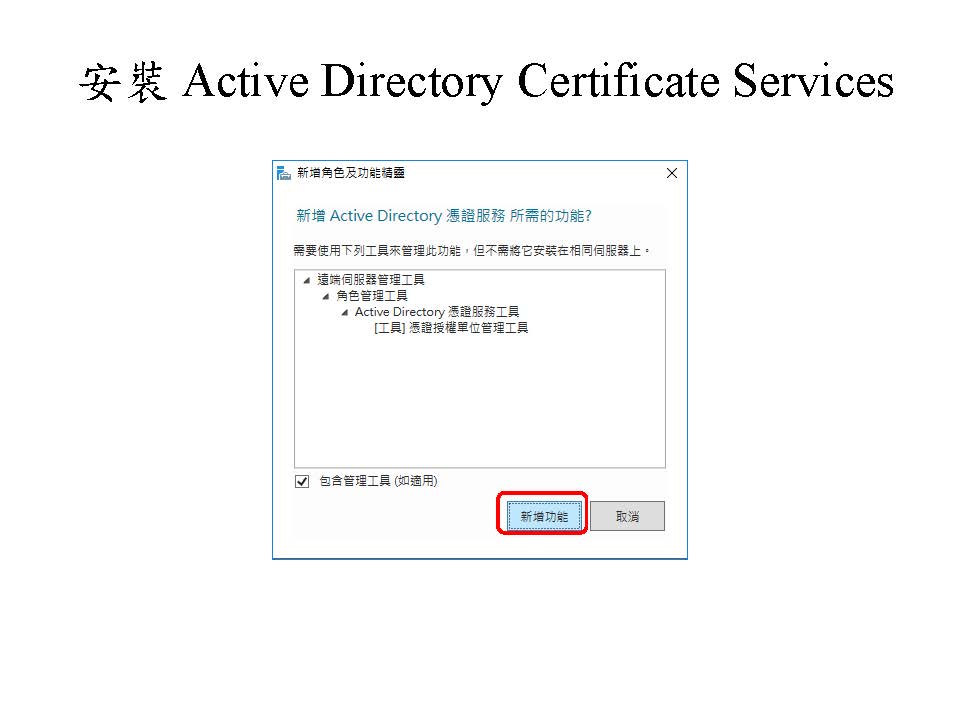 安裝 Active Directory Certificate Services
新增角色及功能精靈
新增 Active Directory 憑證服務 所需的功能?
需要使用下列工具來管理此功能，但不需將它安裝在相同伺服器上。
遠端伺服器管理工具
角色管理工具
Active Directory 憑證服務工具
[工具] 憑證授權單位管理工具
包含管理工具 (如適用)
新增功能
取消